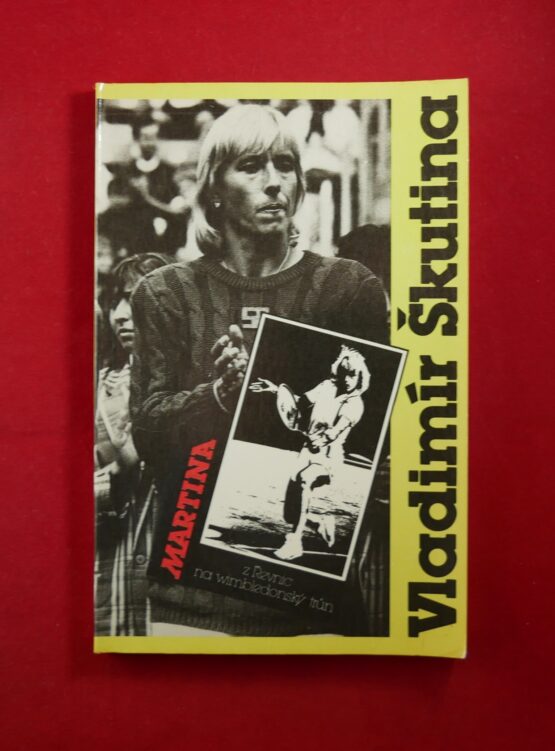 Vladimír Škutina
MARTINA
z Řevnic
na wimbledonský trůn